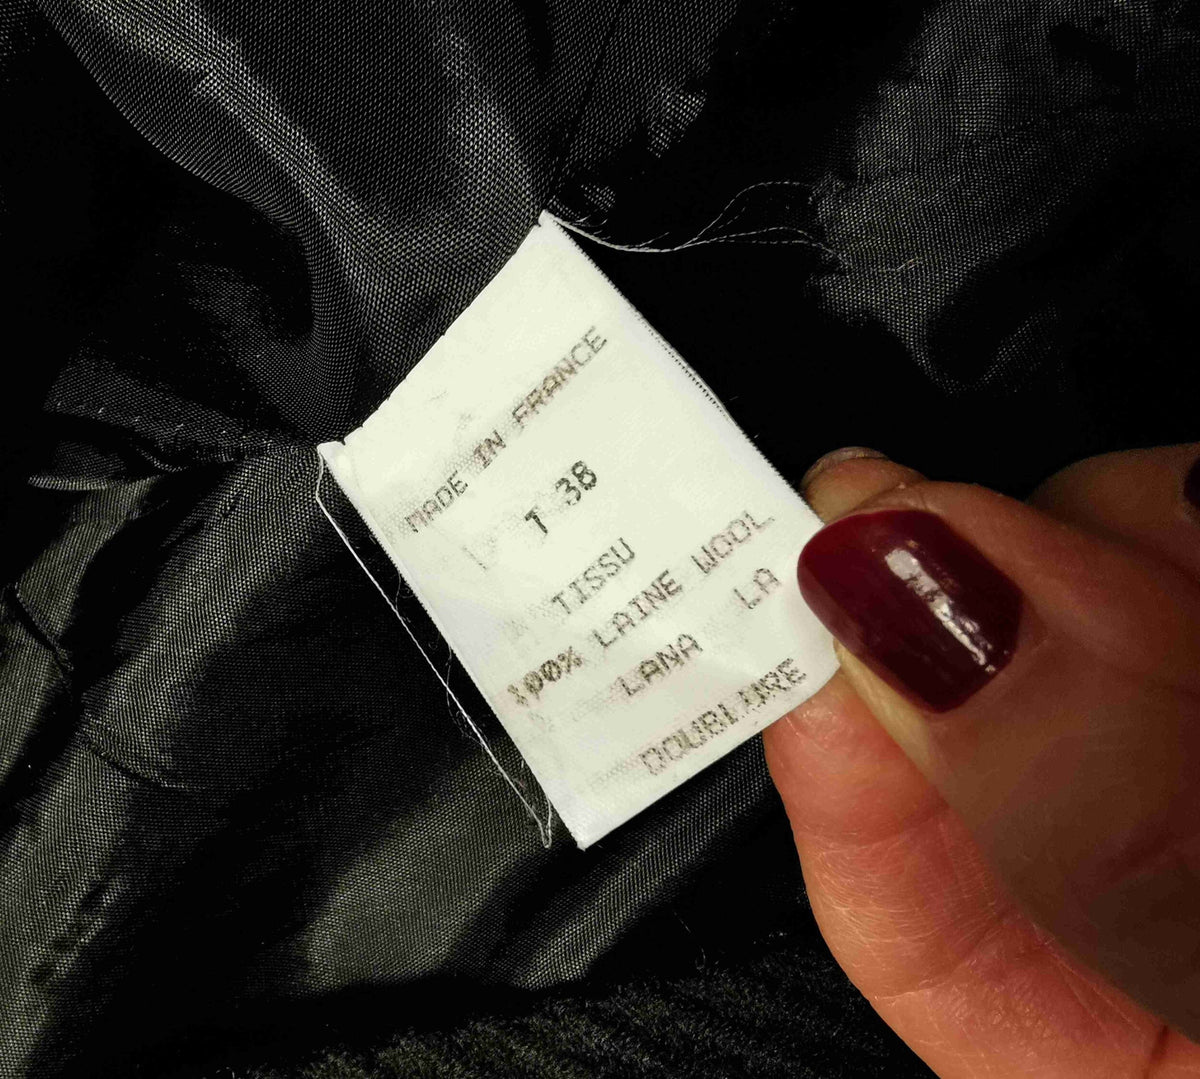 MADE IN FRANCE
T 38
TISSU
100% LAINE WOOL
LANA LA
DOUBLURE